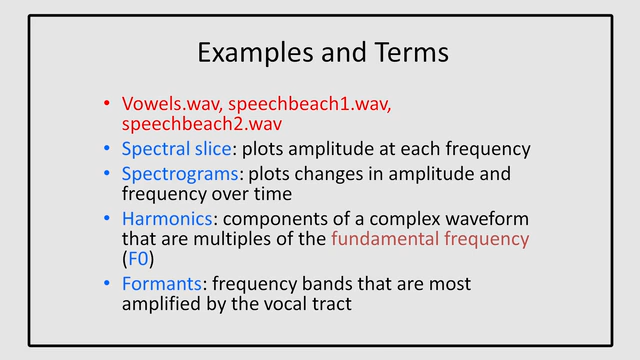 Examples and Terms
• Vowels.wav, speechbeach1.wav,
speechbeach2.wav
• Spectral slice: plots amplitude at each frequency
• Spectrograms: plots changes in amplitude and
frequency over time
• Harmonics: components of a complex waveform
that are multiples of the fundamental frequency
(F0)
• Formants: frequency bands that are most
amplified by the vocal tract